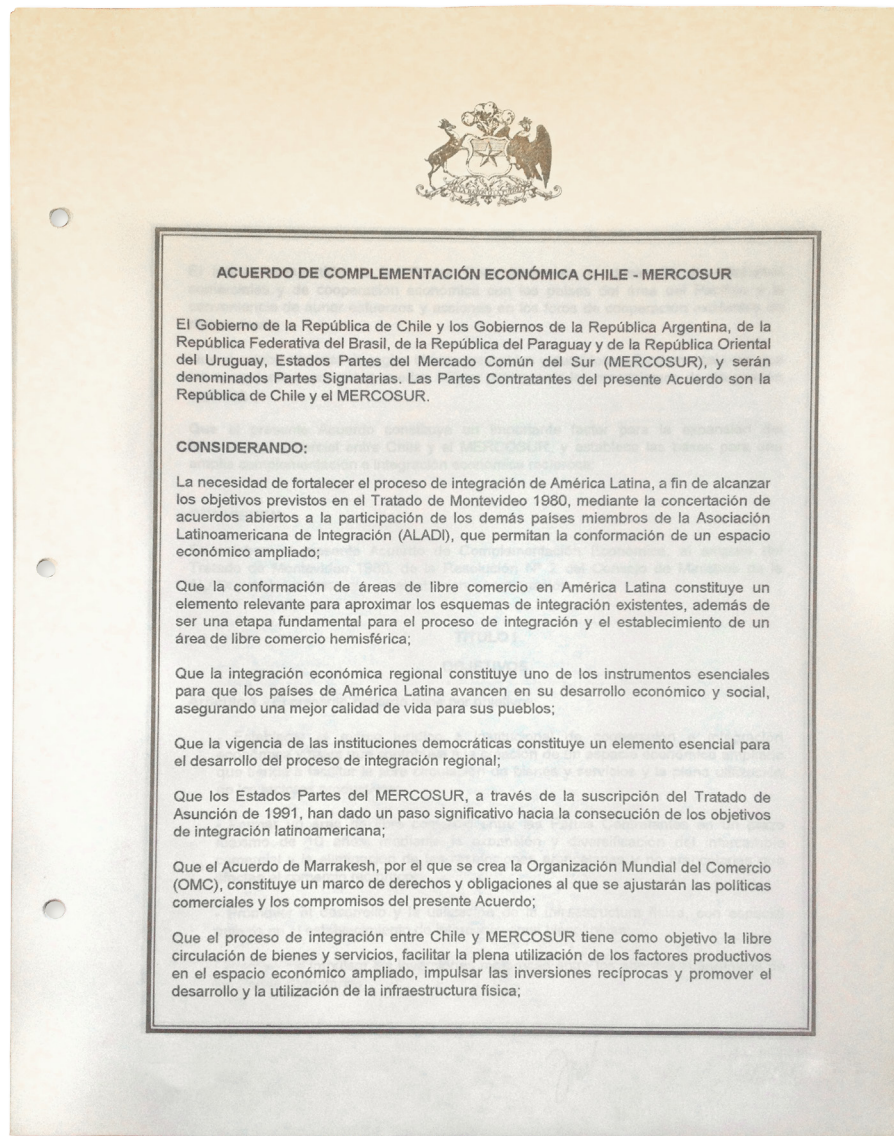 ACUERDO DE COMPLEMENTACIÓN ECONÓMICA CHILE - MERCOSUR
El Gobierno de la República de Chile y los Gobiernos de la República Argentina, de la
República Federativa del Brasil, de la República del Paraguay y de la República Oriental
del Uruguay, Estados Partes del Mercado Común del Sur (MERCOSUR), y serán
denominados Partes Signatarias. Las Partes Contratantes del presente Acuerdo son la
República de Chile y el MERCOSUR.
CONSIDERANDO:
La necesidad de fortalecer el proceso de integración de América Latina, a fin de alcanzar
los objetivos previstos en el Tratado de Montevideo 1980, mediante la concertación de
acuerdos abiertos a la participación de los demás países miembros de la Asociación
Latinoamericana de Integración (ALADI), que permitan la conformación de un espacio
económico ampliado;
Que la conformación de áreas de libre comercio en América Latina constituye un
elemento relevante para aproximar los esquemas de integración existentes, además de
ser una etapa fundamental para el proceso de integración y el establecimiento de un
área de libre comercio hemisférica;
Que la integración económica regional constituye uno de los instrumentos esenciales
para que los países de América Latina avancen en su desarrollo económico y social,
asegurando una mejor calidad de vida para sus pueblos;
Que la vigencia de las instituciones democráticas constituye un elemento esencial para
el desarrollo del proceso de integración regional;
Que los Estados Partes del MERCOSUR, a través de la suscripción del Tratado de
Asunción de 1991, han dado un paso significativo hacia la consecución de los objetivos
de integración latinoamericana;
Que el Acuerdo de Marrakesh, por el que se crea la Organización Mundial del Comercio
(OMC), constituye un marco de derechos y obligaciones al que se ajustarán las políticas
comerciales y los compromisos del presente Acuerdo;
Que el proceso de integración entre Chile y MERCOSUR tiene como objetivo la libre
circulación de bienes y servicios, facilitar la plena utilización de los factores productivos
en el espacio económico ampliado, impulsar las inversiones recíprocas y promover el
desarrollo y la utilización de la infraestructura física;